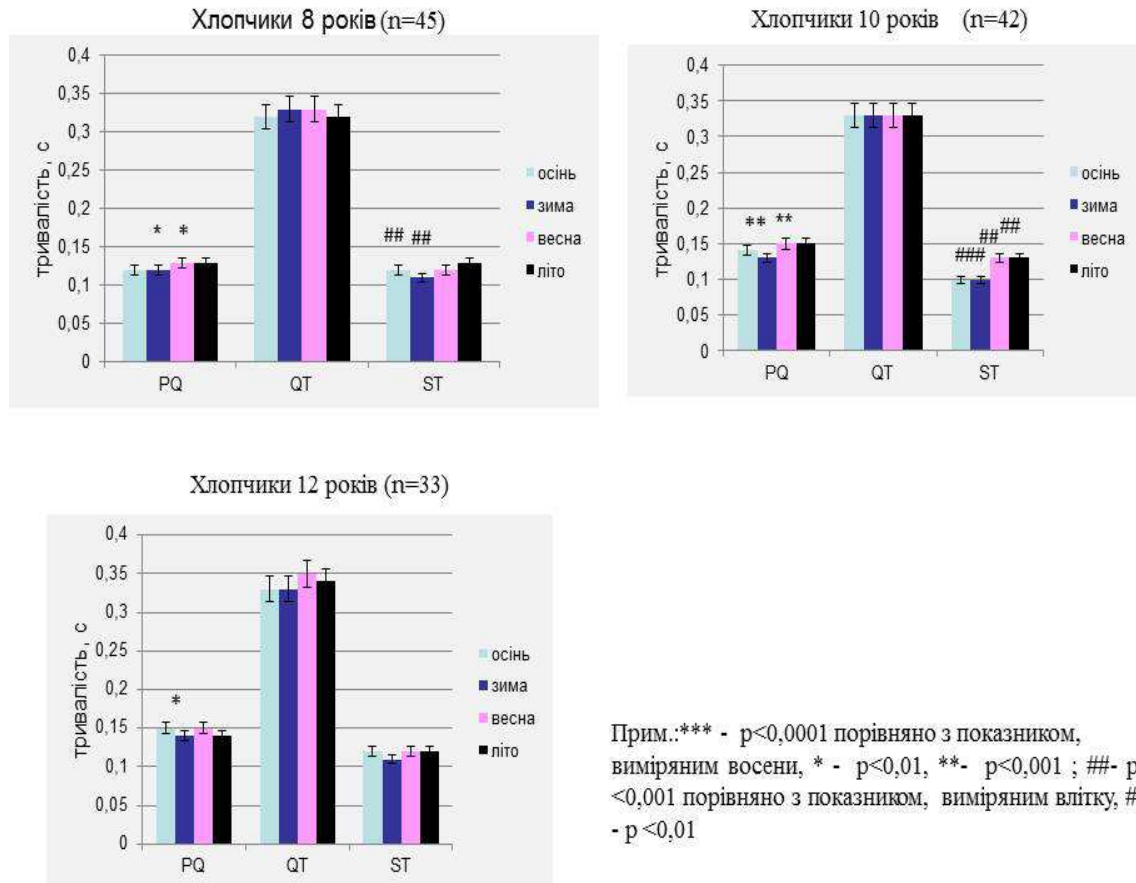 Хлопчики 8 років (n=45)
0,4
0,35
0,3
0,25
0,2
0,15
0,1
0,05
0
тривалість, с
* *
## ##
PQ QT ST
осінь
зима
весна
літо
Хлопчики 10 років (n=42)
0,4
0,35
0,3
0,25
0,2
0,15
0,1
0,05
0
тривалість, с
** **
### ## ##
PQ QT ST
осінь
зима
весна
літо
Хлопчики 12 років (n=33)
0,4
0,35
0,3
0,25
0,2
0,15
0,1
0,05
0
тривалість, с
*
PQ QT ST
осінь
зима
весна
літо
Прим.:*** - p<0,0001 порівняно з показником,
виміряним восени, * - p<0,01, **- p<0,001 ; ##- p
<0,001 порівняно з показником, виміряним влітку, #
- p <0,01